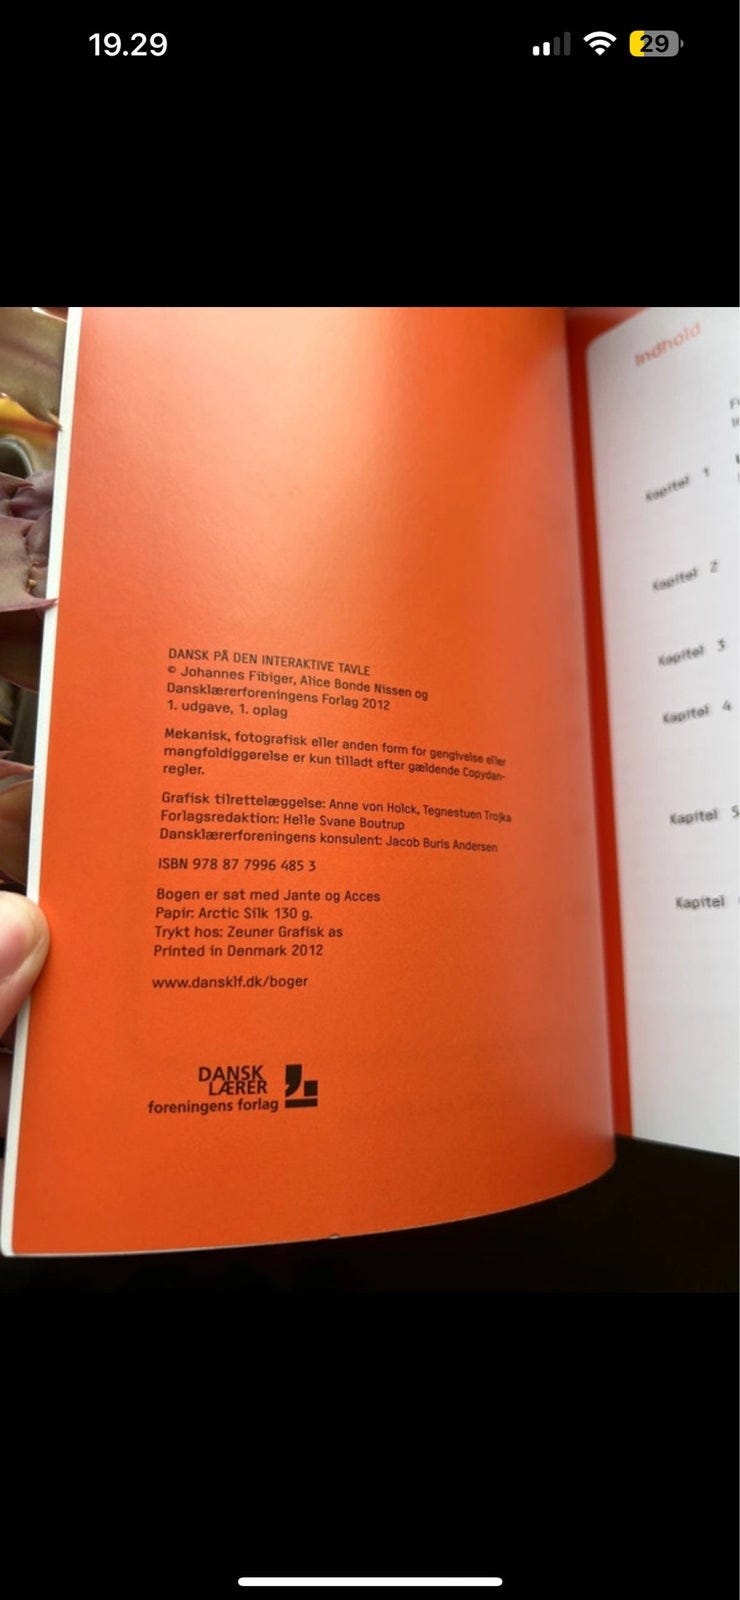 19.29
29
DANSK PÅ DEN INTERAKTIVE TAVLE
© Johannes Fibiger, Alice Bonde Nissen og
Dansklærerforeningens Forlag 2012
1. udgave, 1. oplag
Mekanisk, fotografisk eller anden form for gengivelse eller
mangfoldiggørelse er kun tilladt efter gældende Copydan-
regler.
Grafisk tilrettelæggelse: Anne von Holck, Tegnestuen Trojka
Forlagsredaktion: Helle Svane Boutrup
Dansklærerforeningens konsulent: Jacob Buris Andersen
ISBN 978 87 7996 485 3
Bogen er sat med Jante og Acces
Papir: Arctic Silk 130 g.
Trykt hos: Zeuner Grafisk as
Printed in Denmark 2012
www.dansklf.dk/boger
DANSK
LÆRER
foreningens forlag
Indhold
Kapitel 1
Kapitel 2
Kapitel 3
Kapitel 4
Kapitel 5
Kapitel